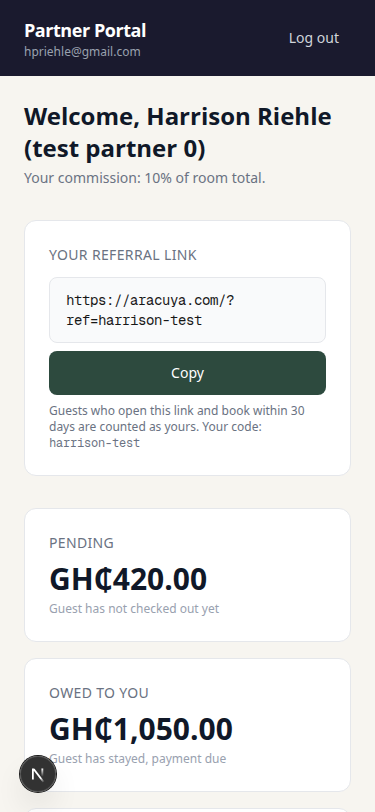 Partner Portal
hpriehle@gmail.com
Log out
Welcome, Harrison Riehle
(test partner 0)
Your commission: 10% of room total.
YOUR REFERRAL LINK
https://aracuya.com/?
ref=harrison-test
Copy
Guests who open this link and book within 30
days are counted as yours. Your code:
harrison-test
PENDING
GH₵420.00
Guest has not checked out yet
OWED TO YOU
GH₵1,050.00
Guest has stayed, payment due
N